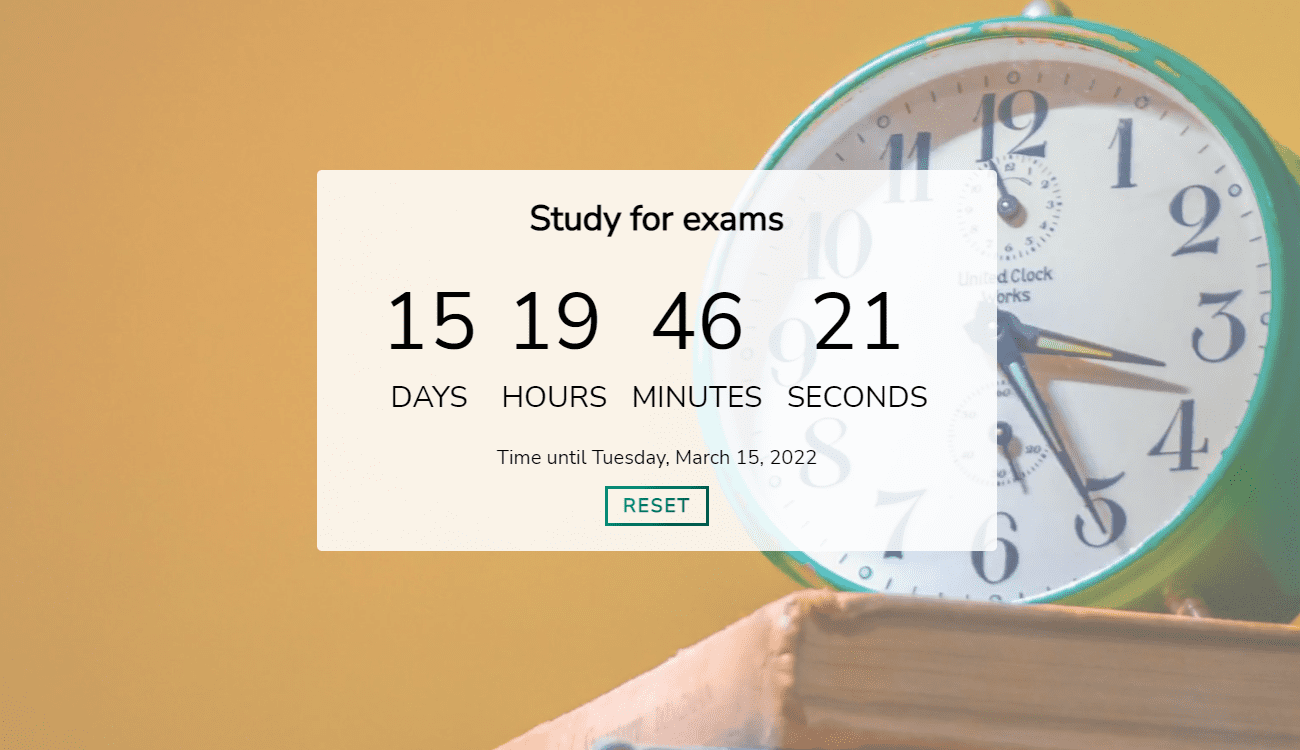 Study for exams
15 19 46 21
DAYS HOURS MINUTES SECONDS
Time until Tuesday, March 15, 2022
RESET
12
11
1
10
2
United Clock
Works
9
3
8
4
7
5
6